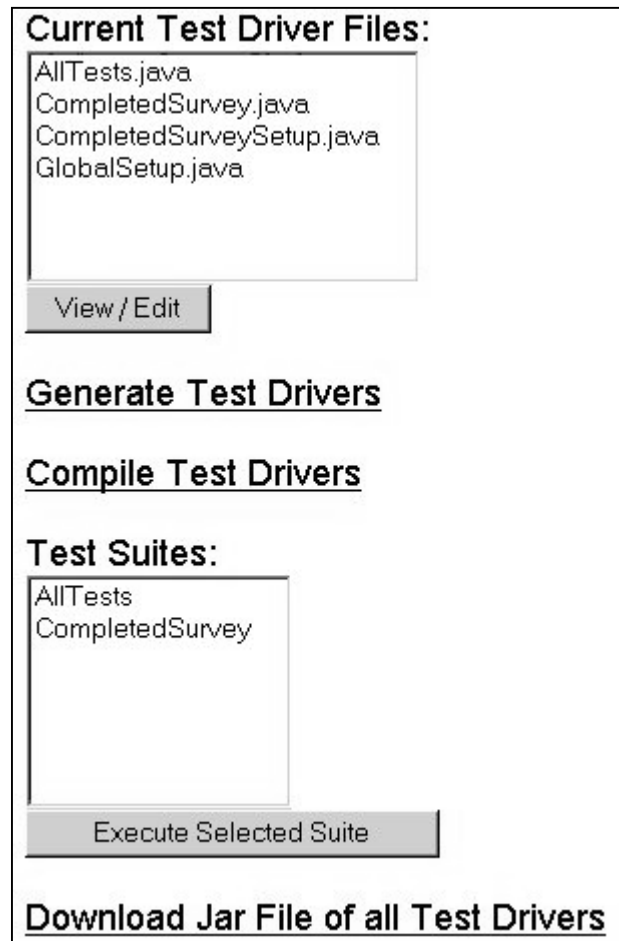 Current Test Driver Files:
AllTests.java
CompletedSurvey.java
CompletedSurveySetup.java
GlobalSetup.java
View / Edit
Generate Test Drivers
Compile Test Drivers
Test Suites:
AllTests
CompletedSurvey
Execute Selected Suite
Download Jar File of all Test Drivers